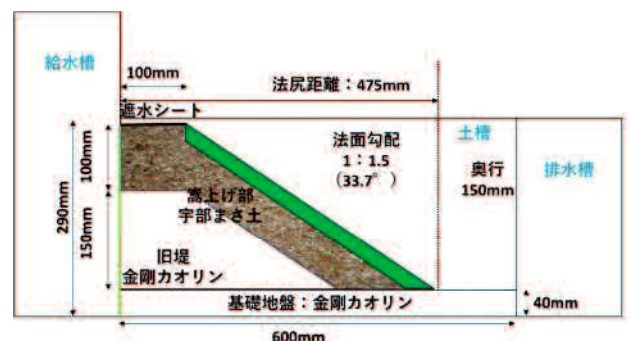 給水槽
100mm
法尻距離：475mm
遮水シート
法面勾配
1：1.5
（33.7°）
土槽
奥行
150mm
排水槽
290mm
100mm
150mm
嵩上げ部
宇部まさ土
旧堤
金剛カオリン
基礎地盤：金剛カオリン
40mm
600mm